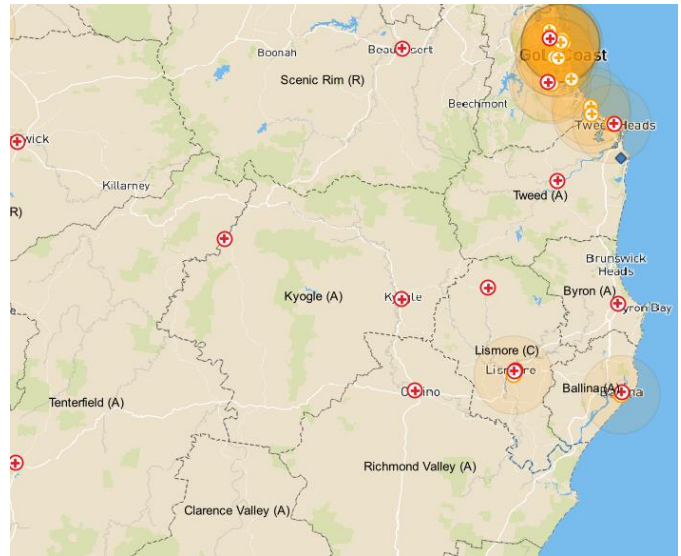 Boonah
Beaudesert
Scenic Rim (R)
Gold Coast
Beechmont
Tweed Heads
wick
Killarney
Tweed (A)
R)
Brunswick
Heads
Kyogle (A)
Kyogle
Byron (A)
Byron Bay
Lismore (C)
Lismore
Ballina (A)
Ballina
Casino
Tenterfield (A)
Richmond Valley (A)
Clarence Valley (A)